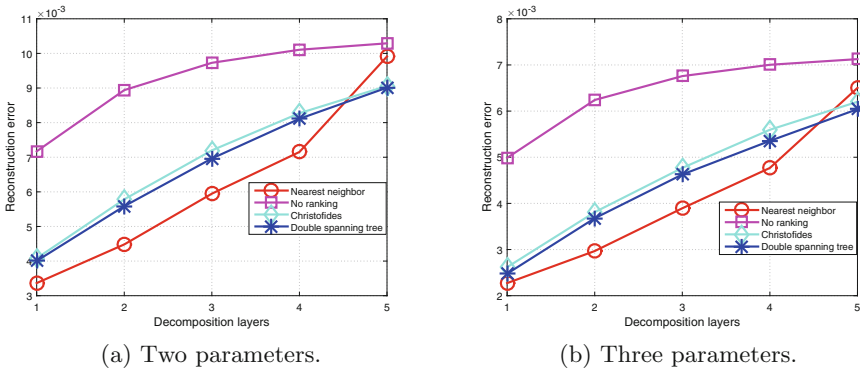 ×10⁻³
11
10
9
8
7
6
5
4
3
Reconstruction error
1 2 3 4 5
Decomposition layers
Nearest neighbor
No ranking
Christofides
Double spanning tree
(a) Two parameters.
×10⁻³
8
7
6
5
4
3
2
Reconstruction error
1 2 3 4 5
Decomposition layers
Nearest neighbor
No ranking
Christofides
Double spanning tree
(b) Three parameters.